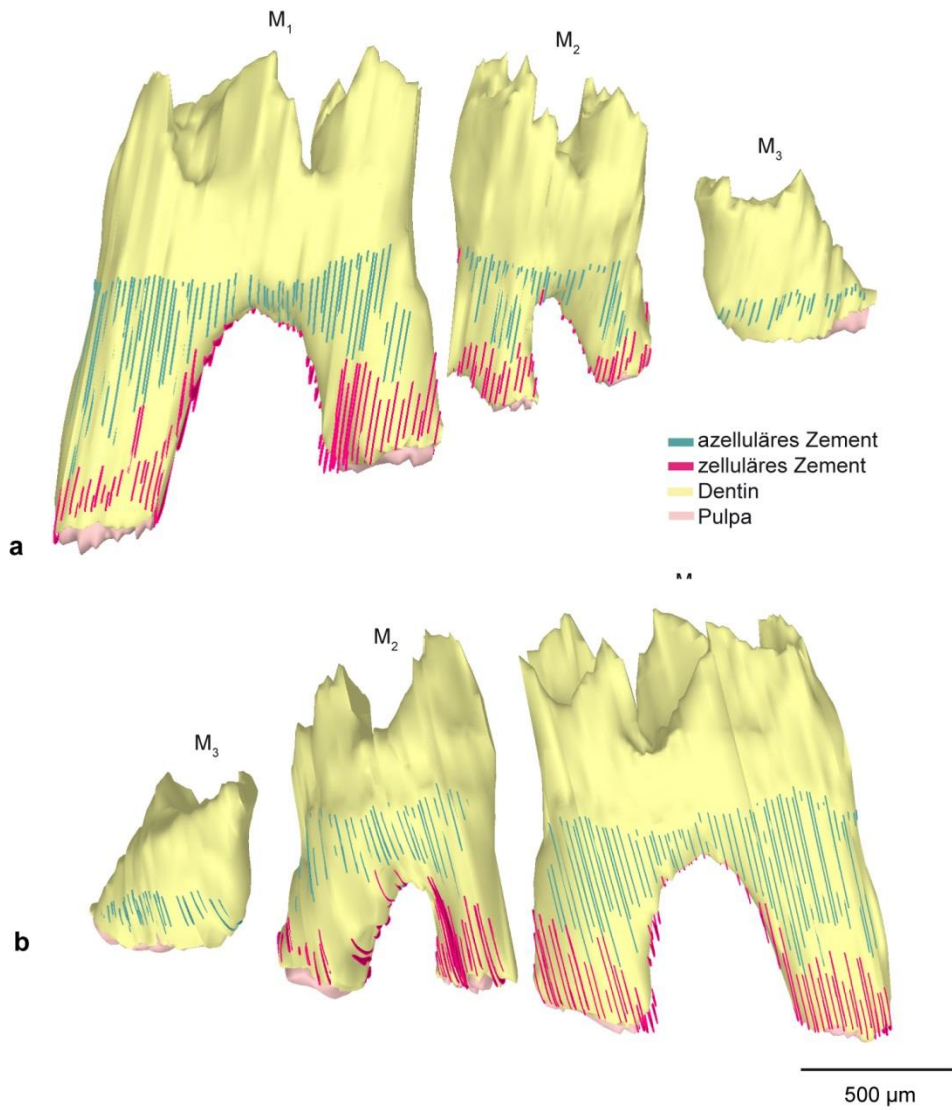 M₁
M₂
M₃
azelluläres Zement
zelluläres Zement
Dentin
Pulpa
a
M₂
M₃
b
500 µm